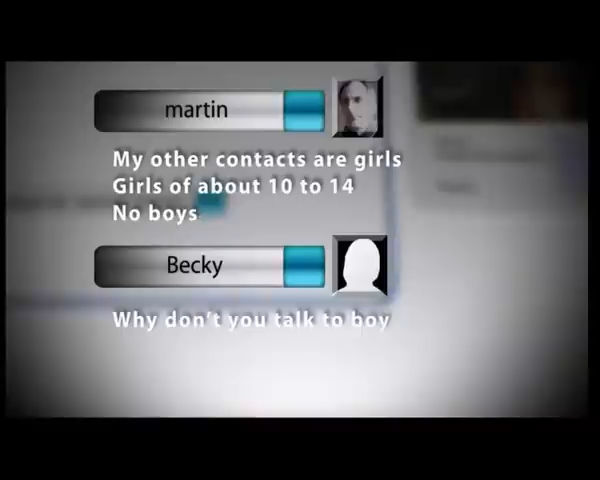 martin
My other contacts are girls
Girls of about 10 to 14
No boys
Becky
Why don't you talk to boy